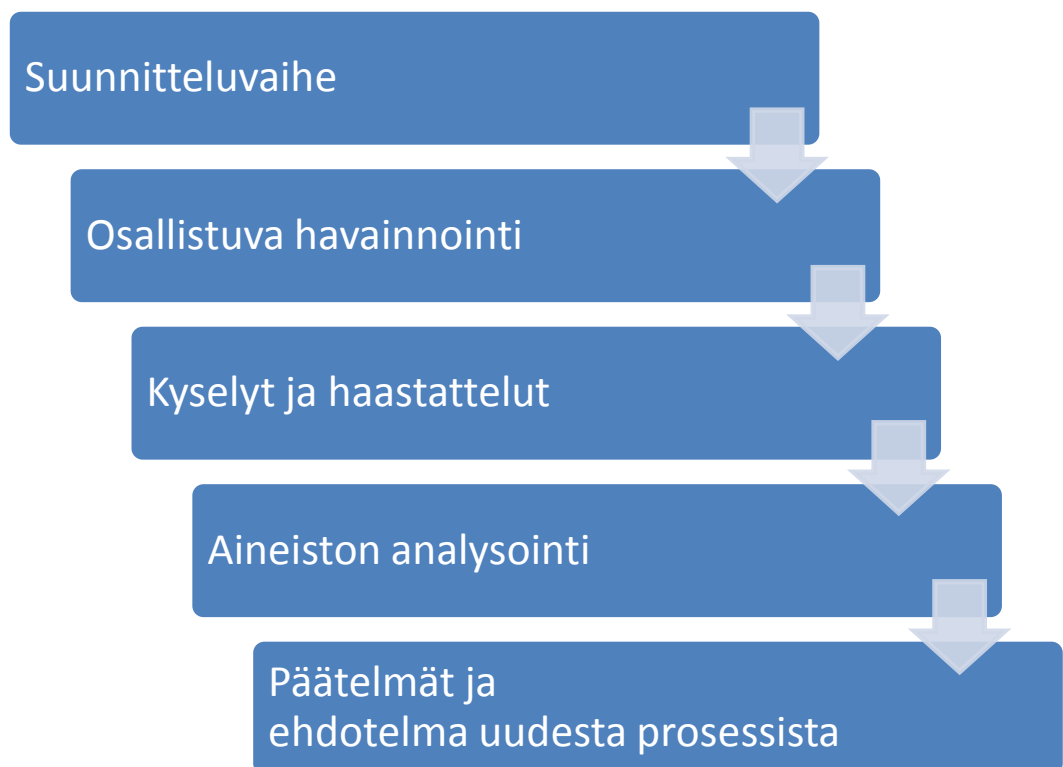 Suunnitteluvaihe
Osallistuva havainnointi
Kyselyt ja haastattelut
Aineiston analysointi
Päätelmät ja
ehdotelma uudesta prosessista